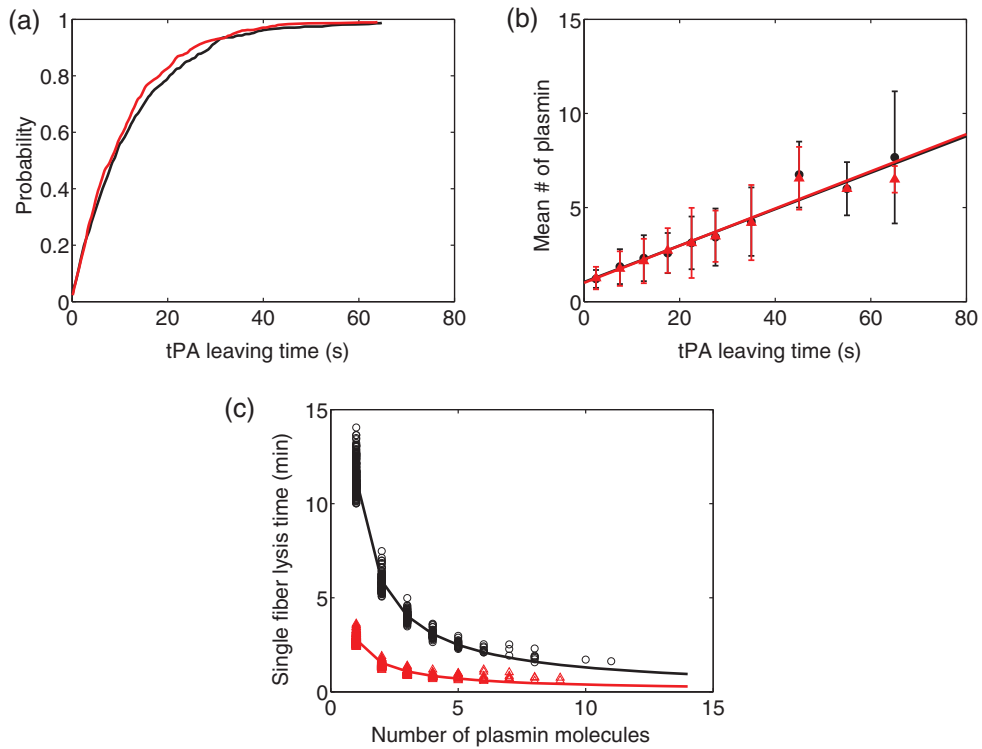 (a)
Probability
1
0.8
0.6
0.4
0.2
0
0 20 40 60 80
tPA leaving time (s)
(b)
Mean # of plasmin
15
10
5
0
0 20 40 60 80
tPA leaving time (s)
(c)
Single fiber lysis time (min)
15
10
5
0
0 5 10 15
Number of plasmin molecules